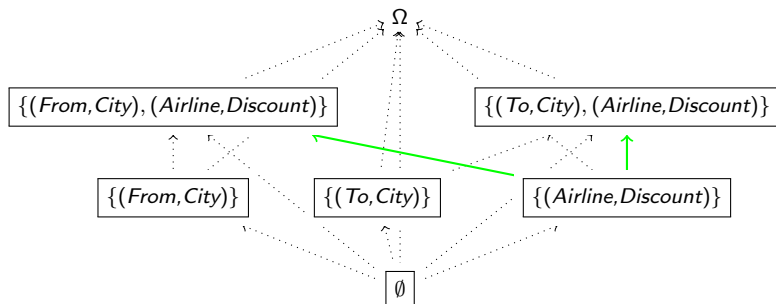 Ω
{(From,City),(Airline,Discount)} {(To,City),(Airline,Discount)}
{(From,City)} {(To,City)} {(Airline,Discount)}
∅